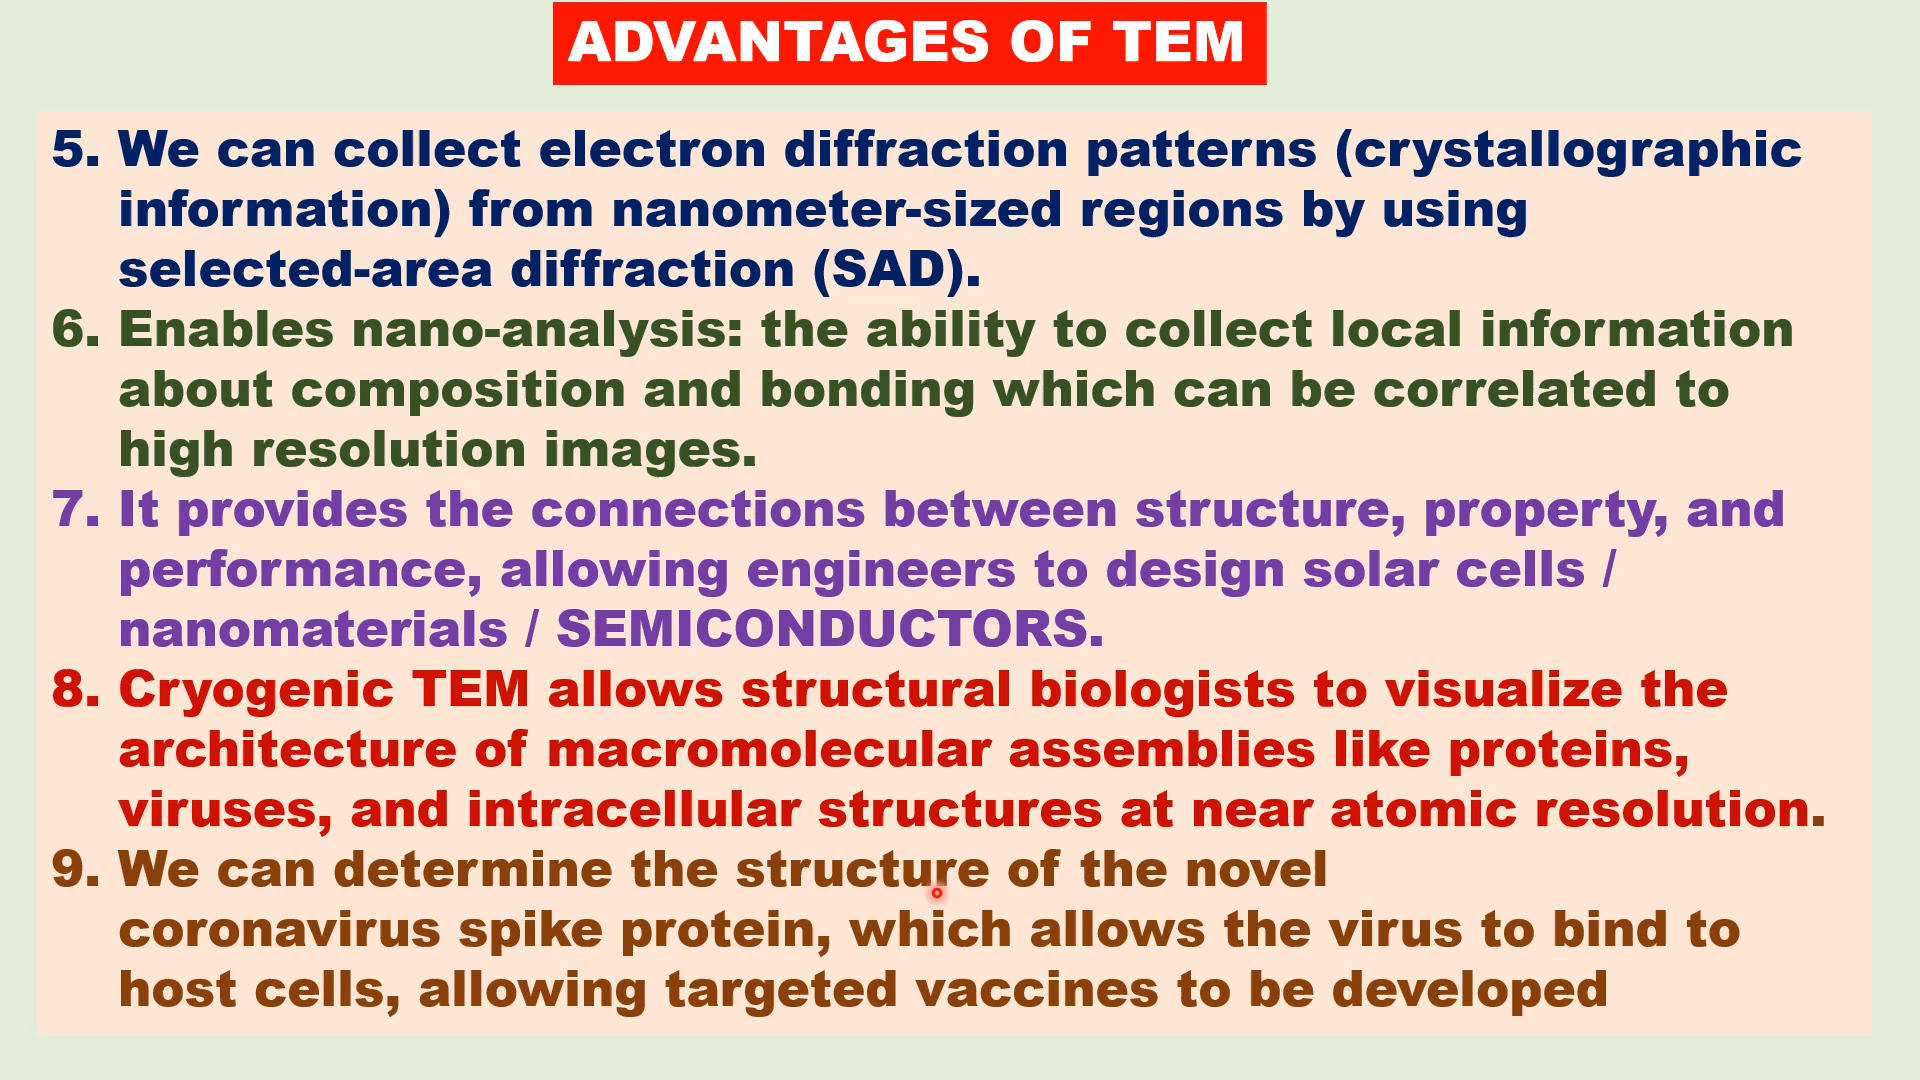 ADVANTAGES OF TEM
5. We can collect electron diffraction patterns (crystallographic
information) from nanometer-sized regions by using
selected-area diffraction (SAD).
6. Enables nano-analysis: the ability to collect local information
about composition and bonding which can be correlated to
high resolution images.
7. It provides the connections between structure, property, and
performance, allowing engineers to design solar cells /
nanomaterials / SEMICONDUCTORS.
8. Cryogenic TEM allows structural biologists to visualize the
architecture of macromolecular assemblies like proteins,
viruses, and intracellular structures at near atomic resolution.
9. We can determine the structure of the novel
coronavirus spike protein, which allows the virus to bind to
host cells, allowing targeted vaccines to be developed